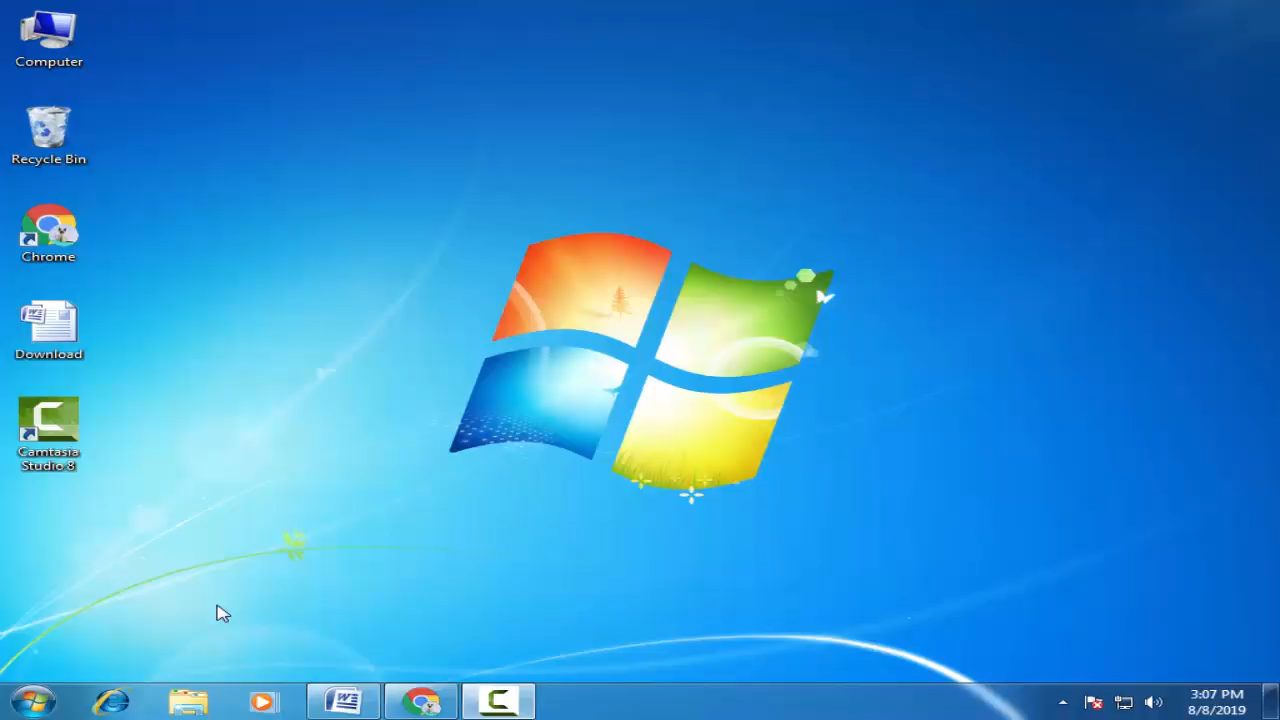 Computer
Recycle Bin
Chrome
Download
Camtasia
Studio 8
3:07 PM
8/8/2019